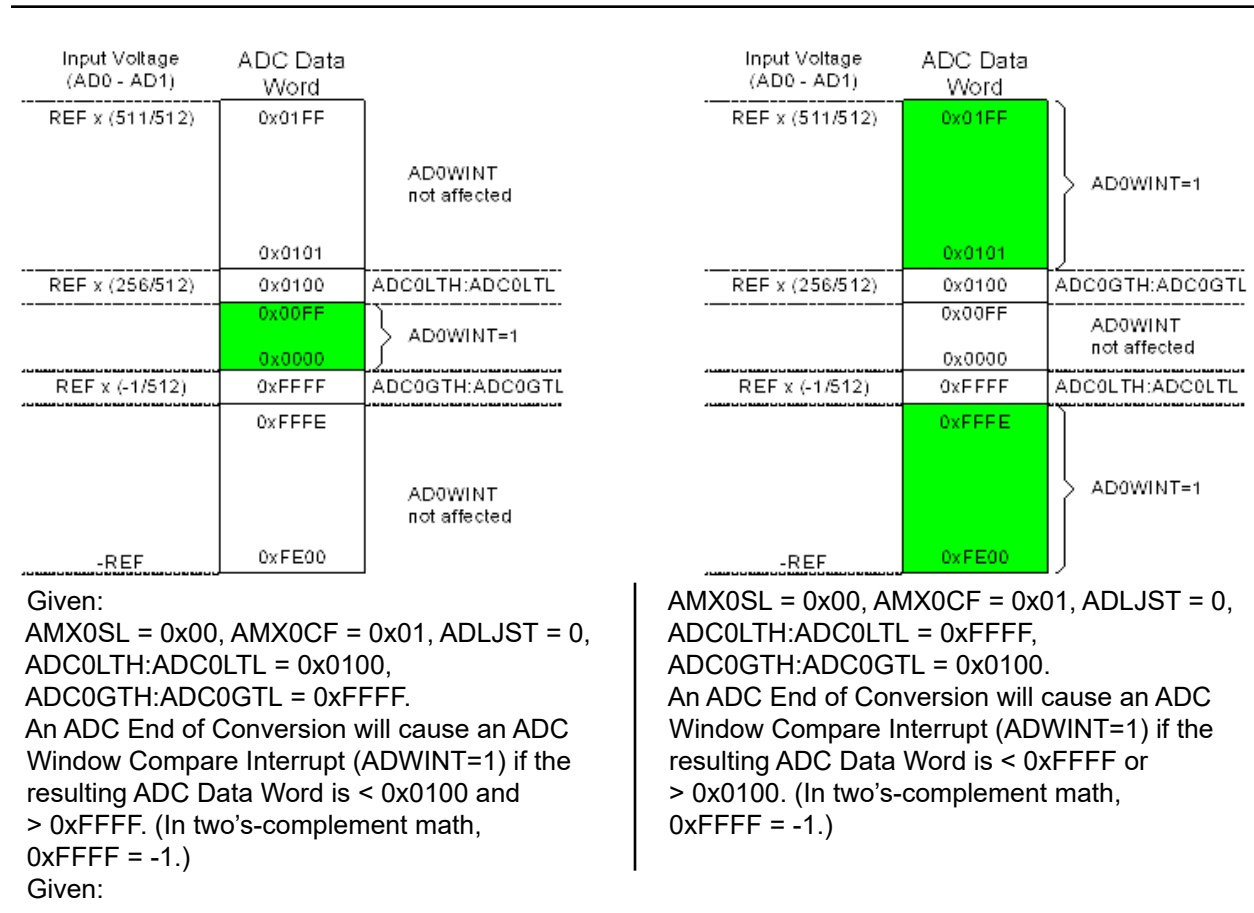 Input Voltage
(AD0 - AD1)
ADC Data
Word
REF x (511/512)
0x01FF
AD0WINT
not affected
0x0101
REF x (256/512)
0x0100
ADC0LTH:ADC0LTL
0x00FF
AD0WINT=1
0x0000
REF x (-1/512)
0xFFFF
ADC0GTH:ADC0GTL
0xFFFE
AD0WINT
not affected
-REF
0xFE00
Given:
AMX0SL = 0x00, AMX0CF = 0x01, ADLJST = 0,
ADC0LTH:ADC0LTL = 0x0100,
ADC0GTH:ADC0GTL = 0xFFFF.
An ADC End of Conversion will cause an ADC
Window Compare Interrupt (ADWINT=1) if the
resulting ADC Data Word is < 0x0100 and
> 0xFFFF. (In two's-complement math,
0xFFFF = -1.)
Given:
Input Voltage
(AD0 - AD1)
ADC Data
Word
REF x (511/512)
0x01FF
AD0WINT=1
0x0101
REF x (256/512)
0x0100
ADC0GTH:ADC0GTL
0x00FF
AD0WINT
not affected
0x0000
REF x (-1/512)
0xFFFF
ADC0LTH:ADC0LTL
0xFFFE
AD0WINT=1
-REF
0xFE00
AMX0SL = 0x00, AMX0CF = 0x01, ADLJST = 0,
ADC0LTH:ADC0LTL = 0xFFFF,
ADC0GTH:ADC0GTL = 0x0100.
An ADC End of Conversion will cause an ADC
Window Compare Interrupt (ADWINT=1) if the
resulting ADC Data Word is < 0xFFFF or
> 0x0100. (In two's-complement math,
0xFFFF = -1.)